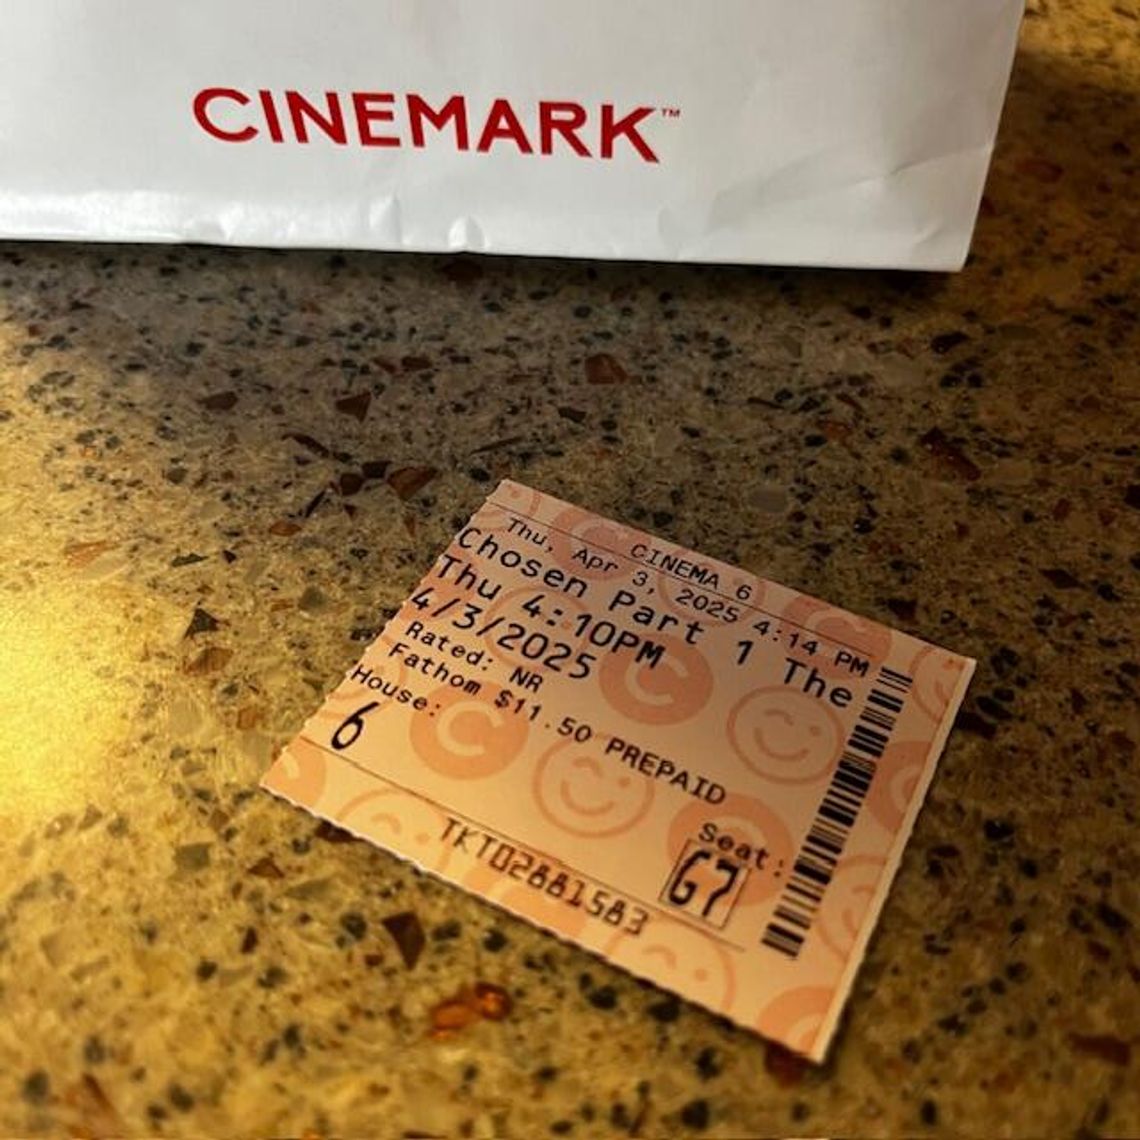 CINEMARK™
CINEMA 6
Thu, Apr 3, 2025 4:14 PM
Chosen Part 1 The
Thu 4:10PM
4/3/2025
Rated: NR
Fathom $11.50 PREPAID
House:
6
Seat:
G7
TKT02881583